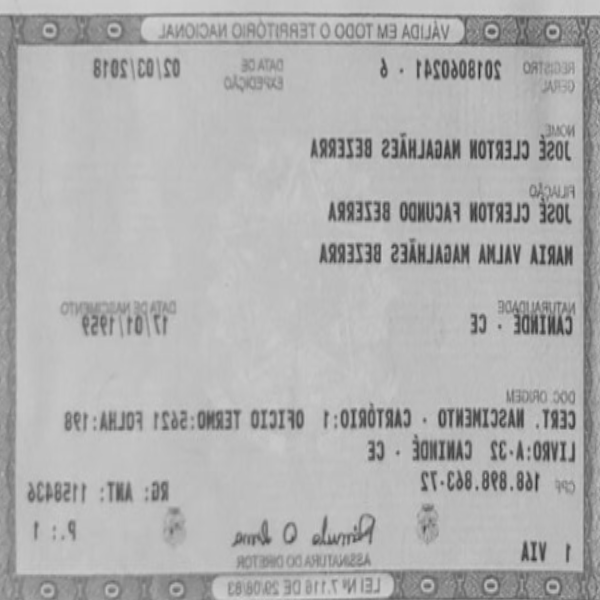 VÁLIDA EM TODO O TERRITÓRIO NACIONAL
REGISTRO GERAL 2018060241 - 6 DATA DE EXPEDIÇÃO 02/03/2018
NOME
JOSÉ CLERTON MAGALHÃES BEZERRA
FILIAÇÃO
JOSÉ CLERTON FACUNDO BEZERRA
MARIA VALMA MAGALHÃES BEZERRA
NATURALIDADE DATA DE NASCIMENTO
CANINDÉ - CE 17/01/1959
DOC. ORIGEM
CERT. NASCIMENTO - CARTÓRIO:1 OFICIO TERMO:5621 FOLHA:198
LIVRO:A-32 CANINDÉ - CE
CPF 168.898.863-72
RG: ANT: 1158436
P.: 1
1 VIA
ASSINATURA DO DIRETOR
LEI Nº 7.116 DE 29/08/83